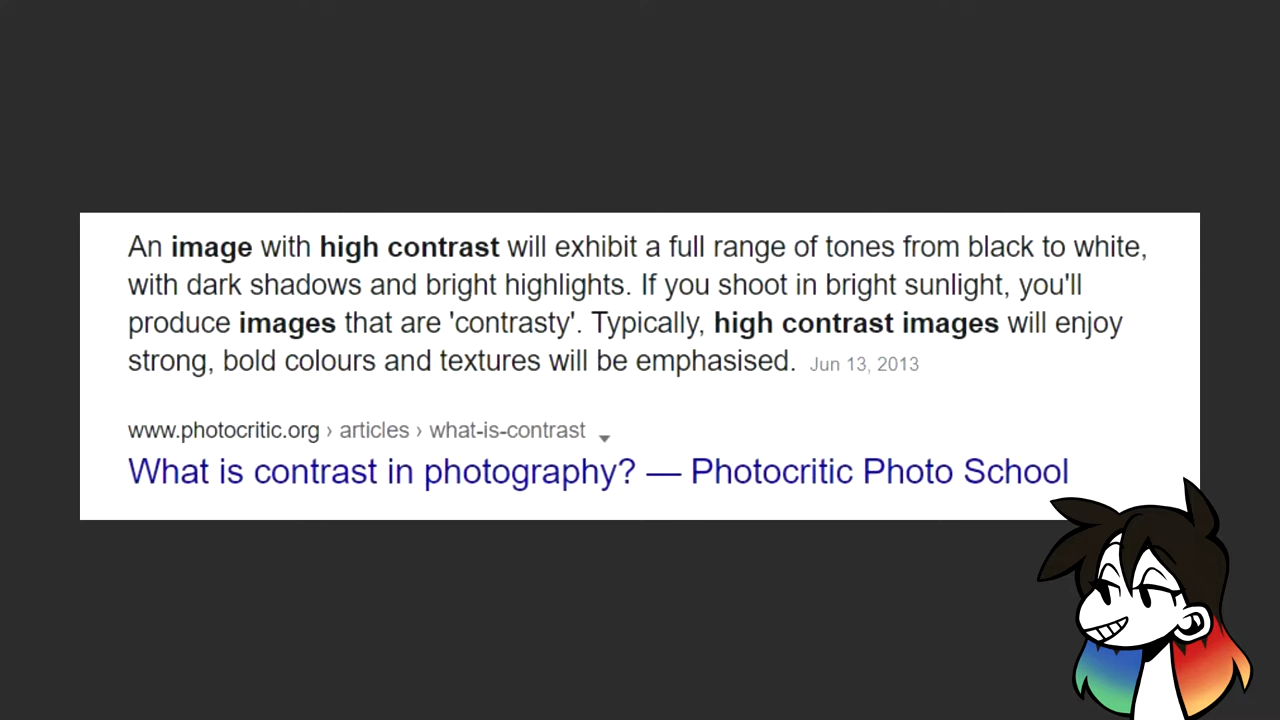 An image with high contrast will exhibit a full range of tones from black to white,
with dark shadows and bright highlights. If you shoot in bright sunlight, you'll
produce images that are 'contrasty'. Typically, high contrast images will enjoy
strong, bold colours and textures will be emphasised. Jun 13, 2013
www.photocritic.org › articles › what-is-contrast
What is contrast in photography? — Photocritic Photo School